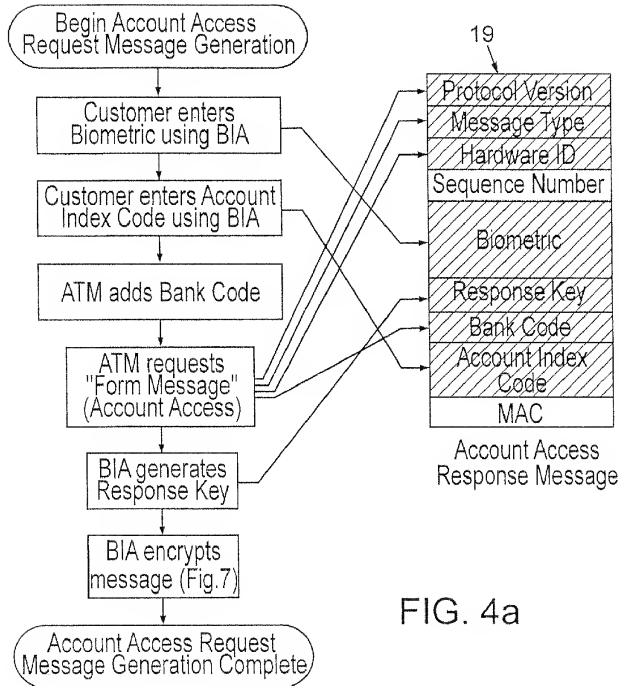 Begin Account Access
Request Message Generation
Customer enters
Biometric using BIA
Customer enters Account
Index Code using BIA
ATM adds Bank Code
ATM requests
"Form Message"
(Account Access)
BIA generates
Response Key
BIA encrypts
message (Fig.7)
Account Access Request
Message Generation Complete
19
Protocol Version
Message Type
Hardware ID
Sequence Number
Biometric
Response Key
Bank Code
Account Index
Code
MAC
Account Access
Response Message
FIG. 4a